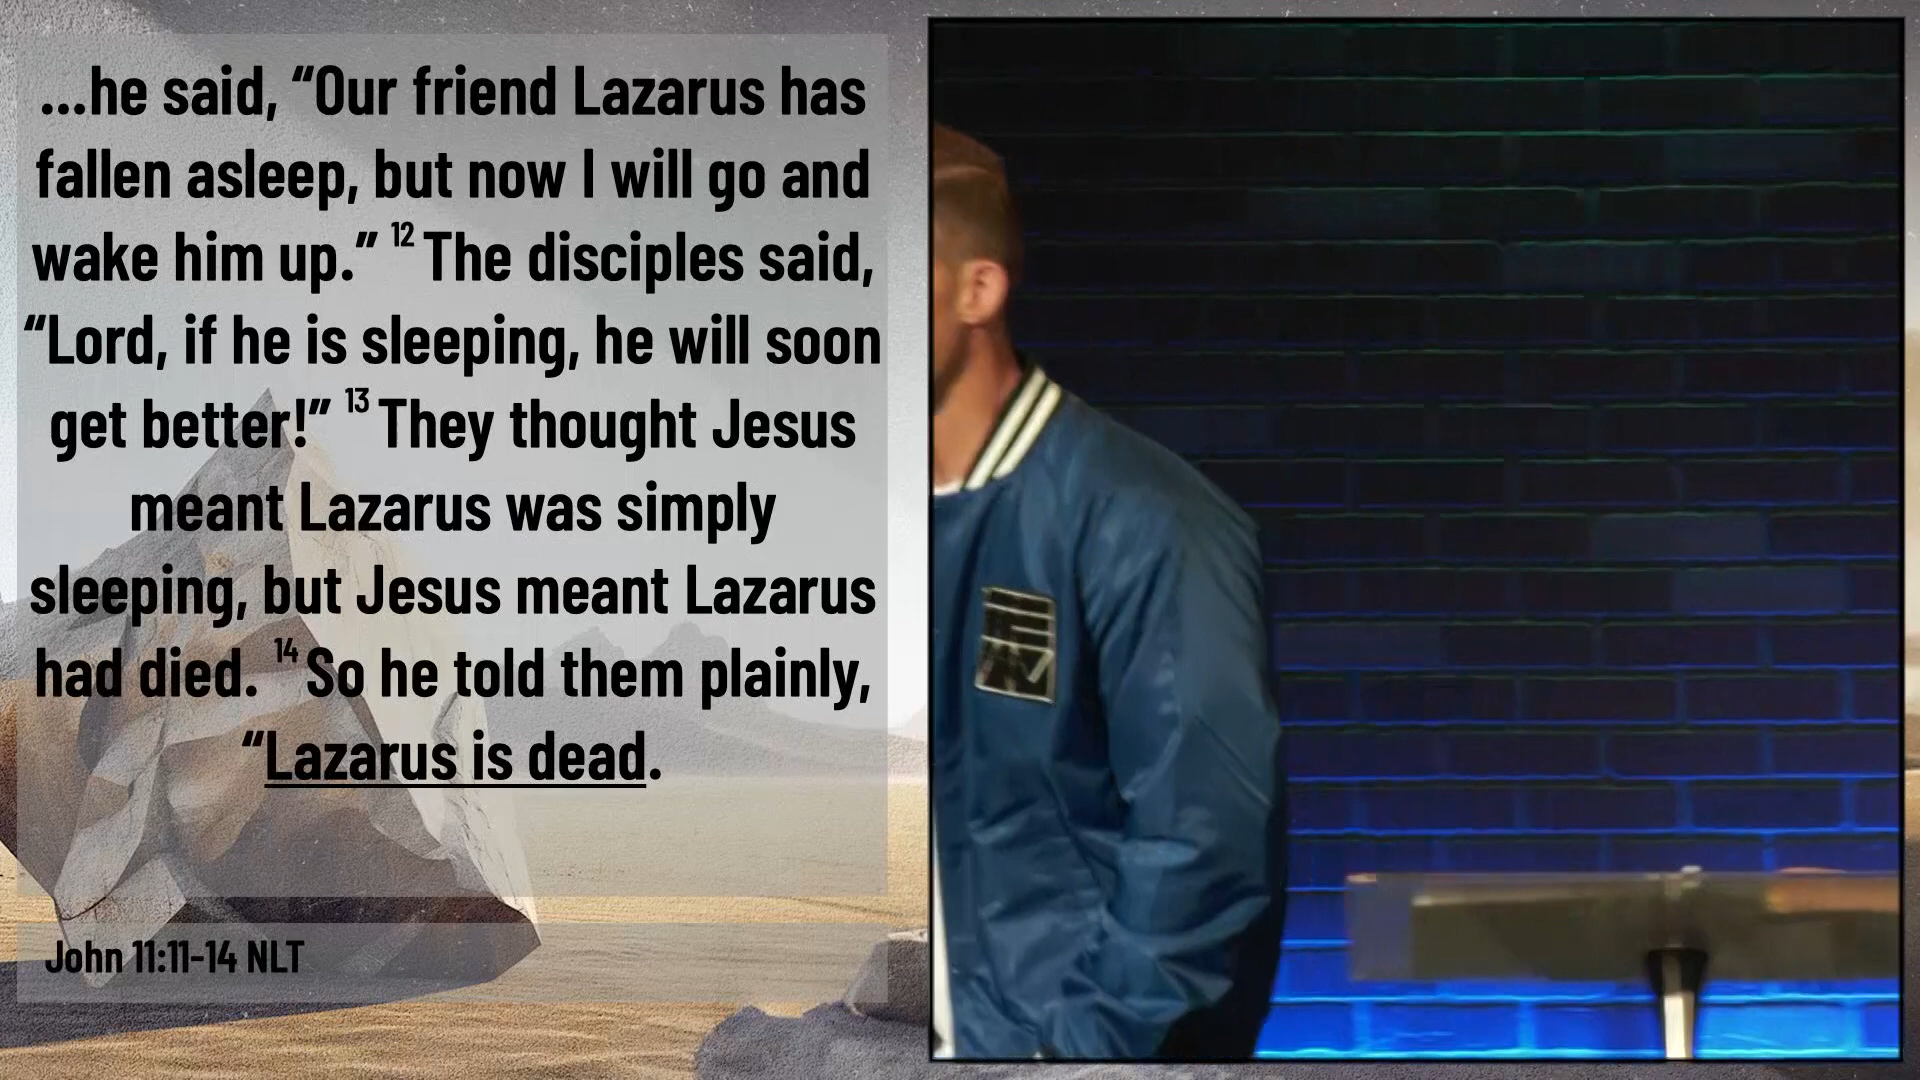 ...he said, “Our friend Lazarus has
fallen asleep, but now I will go and
wake him up.” 12 The disciples said,
“Lord, if he is sleeping, he will soon
get better!” 13 They thought Jesus
meant Lazarus was simply
sleeping, but Jesus meant Lazarus
had died. 14 So he told them plainly,
“Lazarus is dead.
John 11:11-14 NLT